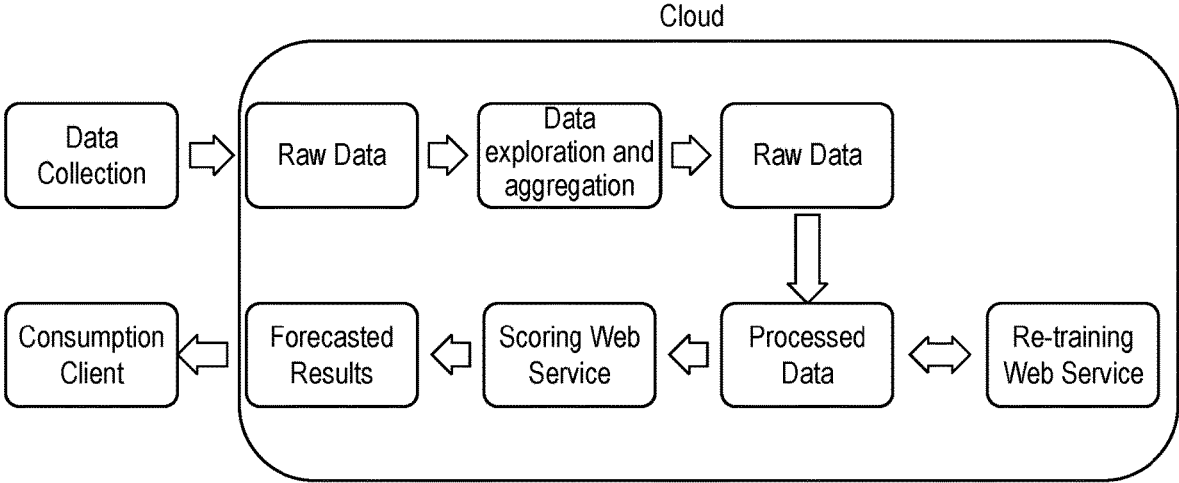 Cloud
Data
Collection
Raw Data
Data
exploration and
aggregation
Raw Data
Consumption
Client
Forecasted
Results
Scoring Web
Service
Processed
Data
Re-training
Web Service